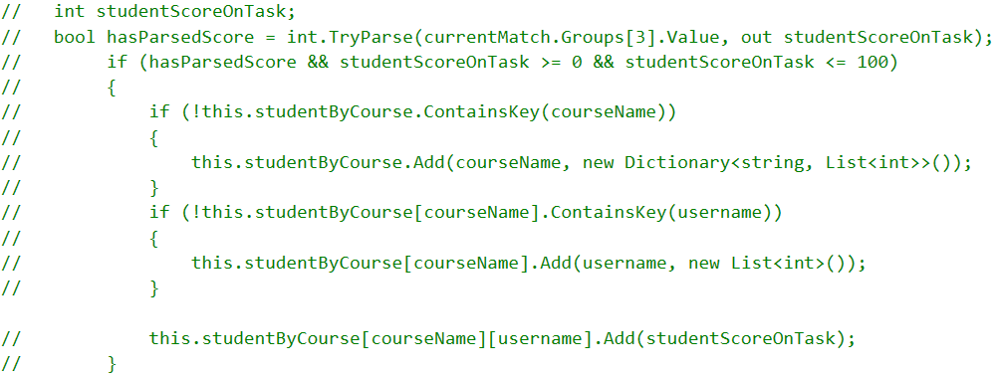 //   int studentScoreOnTask;
//   bool hasParsedScore = int.TryParse(currentMatch.Groups[3].Value, out studentScoreOnTask);
//        if (hasParsedScore && studentScoreOnTask >= 0 && studentScoreOnTask <= 100)
//        {
//            if (!this.studentByCourse.ContainsKey(courseName))
//            {
//                this.studentByCourse.Add(courseName, new Dictionary<string, List<int>>());
//            }
//            if (!this.studentByCourse[courseName].ContainsKey(username))
//            {
//                this.studentByCourse[courseName].Add(username, new List<int>());
//            }
//            this.studentByCourse[courseName][username].Add(studentScoreOnTask);
//        }